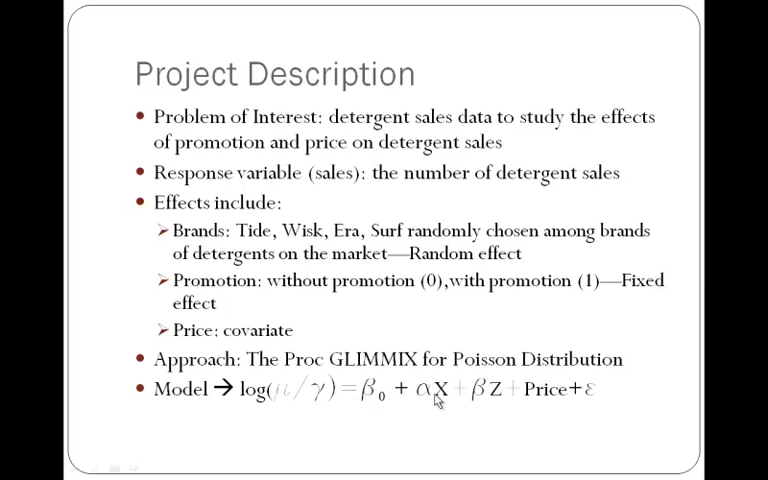 Project Description
• Problem of Interest: detergent sales data to study the effects
of promotion and price on detergent sales
• Response variable (sales): the number of detergent sales
• Effects include:
➢ Brands: Tide, Wisk, Era, Surf randomly chosen among brands
of detergents on the market—Random effect
➢ Promotion: without promotion (0),with promotion (1)—Fixed
effect
➢ Price: covariate
• Approach: The Proc GLIMMIX for Poisson Distribution
• Model → log(μ/γ)=β₀ + αX+βZ+Price+ε